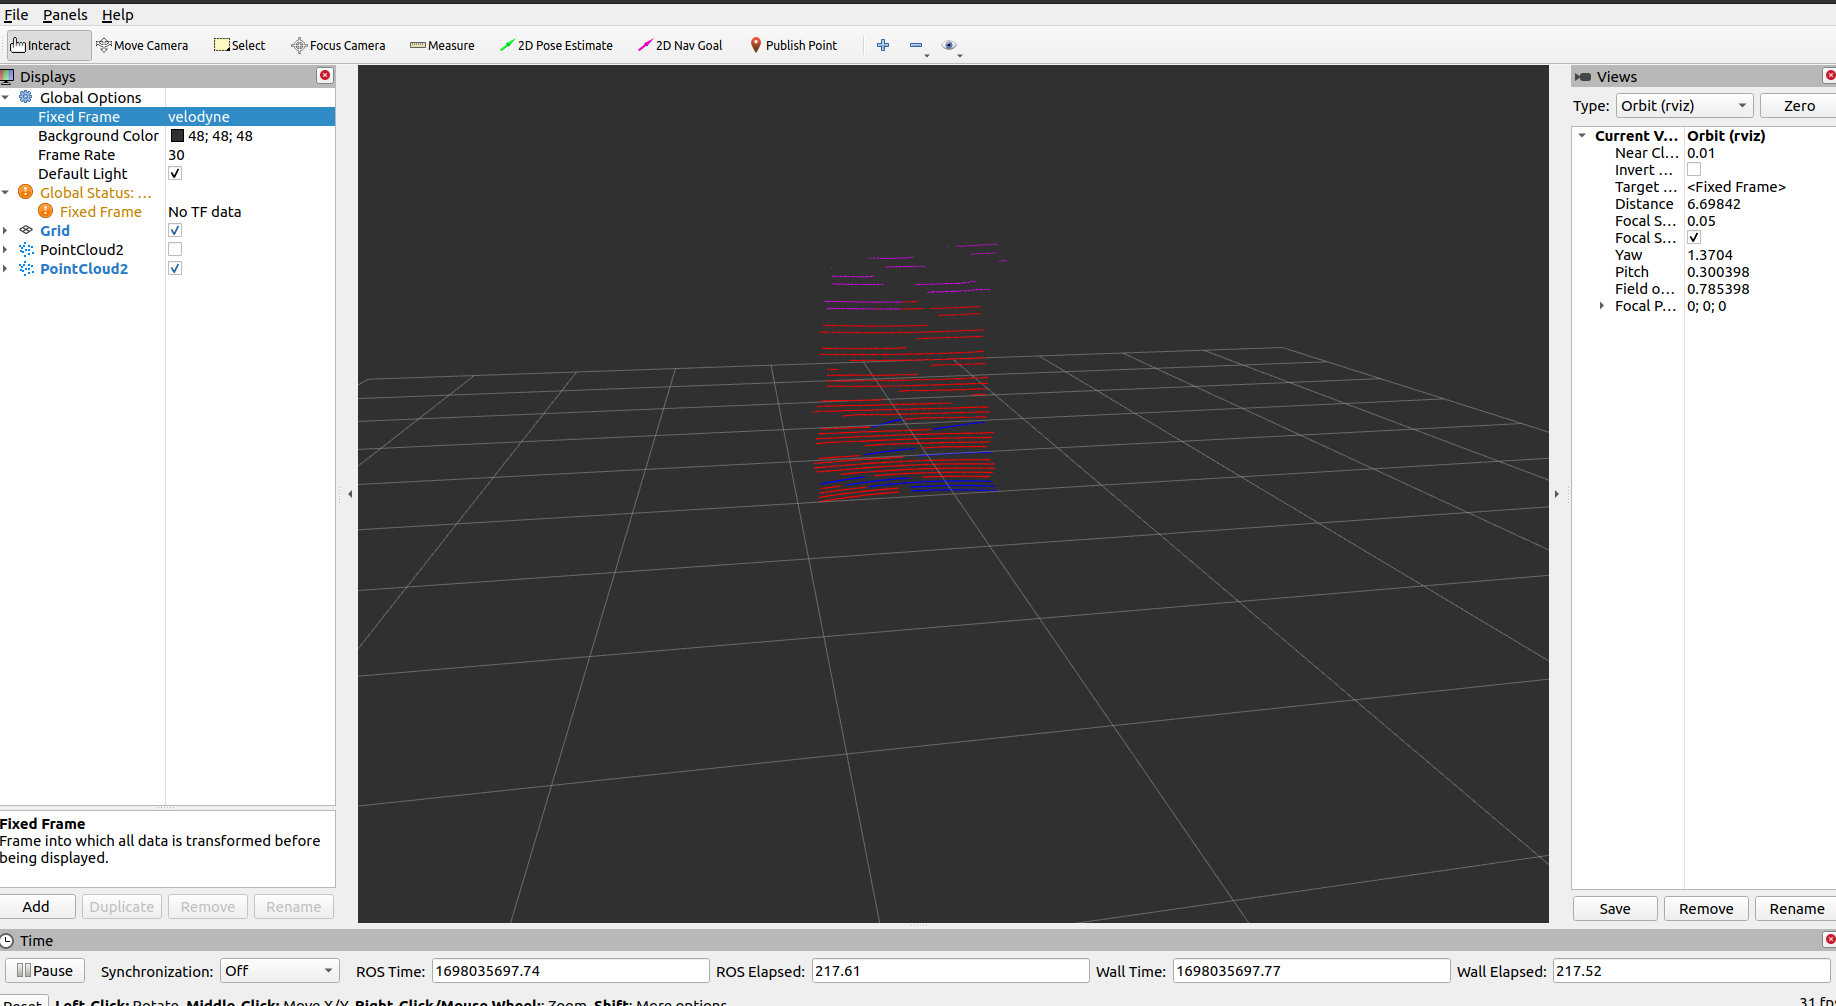 File Panels Help
Interact Move Camera Select Focus Camera Measure 2D Pose Estimate 2D Nav Goal Publish Point
Displays
Global Options
Fixed Frame velodyne
Background Color 48; 48; 48
Frame Rate 30
Default Light
Global Status: ...
Fixed Frame No TF data
Grid
PointCloud2
PointCloud2
Fixed Frame
Frame into which all data is transformed before
being displayed.
Add Duplicate Remove Rename
Views
Type: Orbit (rviz) Zero
Current V... Orbit (rviz)
Near Cl... 0.01
Invert ...
Target ... <Fixed Frame>
Distance 6.69842
Focal S... 0.05
Focal S...
Yaw 1.3704
Pitch 0.300398
Field o... 0.785398
Focal P... 0; 0; 0
Save Remove Rename
Time
Pause Synchronization: Off ROS Time: 1698035697.74 ROS Elapsed: 217.61 Wall Time: 1698035697.77 Wall Elapsed: 217.52
Reset Left-Click: Rotate. Middle-Click: Move X/Y. Right-Click/Mouse Wheel:: Zoom. Shift: More options. 31 fps